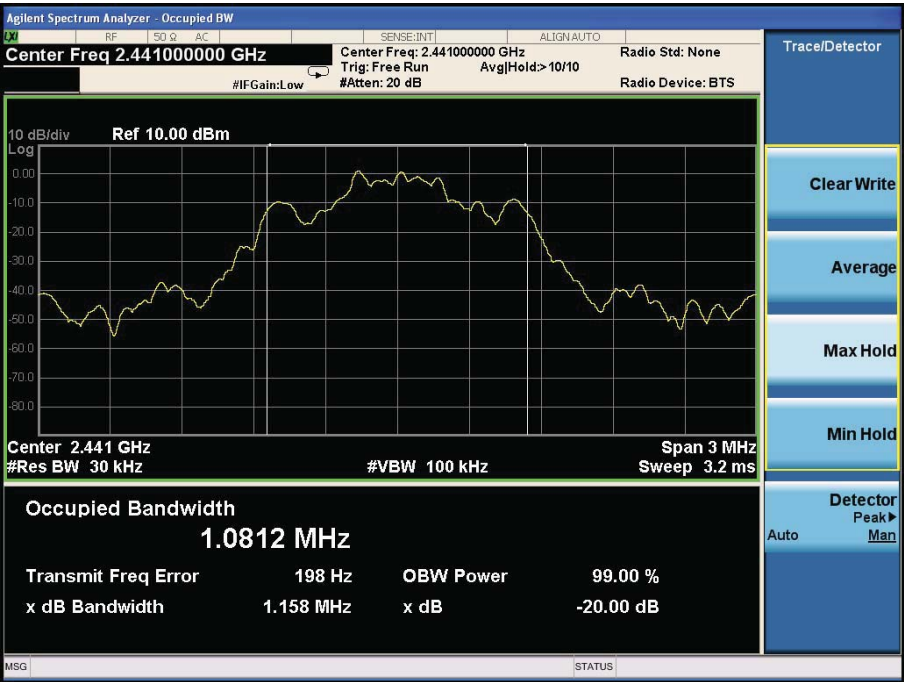 Agilent Spectrum Analyzer - Occupied BW
LXI RF 50 Ω AC SENSE:INT ALIGN AUTO
Center Freq 2.441000000 GHz
Center Freq: 2.441000000 GHz
Radio Std: None
Trig: Free Run Avg|Hold:>10/10
#IFGain:Low
#Atten: 20 dB
Radio Device: BTS
Trace/Detector
10 dB/div Ref 10.00 dBm
Log
0.00
-10.0
-20.0
-30.0
-40.0
-50.0
-60.0
-70.0
-80.0
Clear Write
Average
Max Hold
Min Hold
Detector
Peak▶
Auto Man
Center 2.441 GHz Span 3 MHz
#Res BW 30 kHz #VBW 100 kHz Sweep 3.2 ms
Occupied Bandwidth
1.0812 MHz
Transmit Freq Error 198 Hz OBW Power 99.00 %
x dB Bandwidth 1.158 MHz x dB -20.00 dB
MSG STATUS